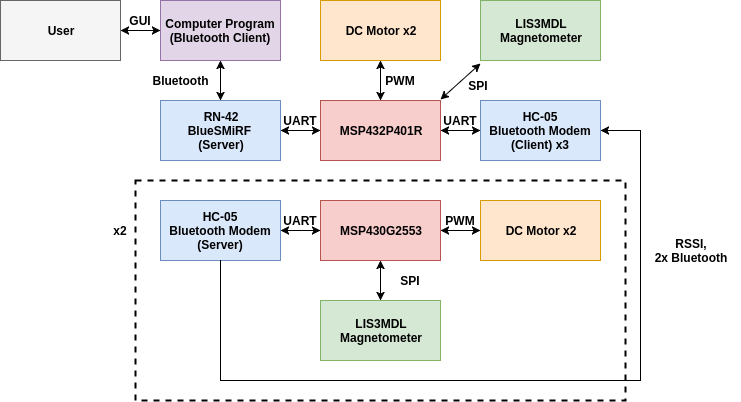 User
GUI
Computer Program
(Bluetooth Client)
DC Motor x2
LIS3MDL
Magnetometer
Bluetooth
PWM
SPI
RN-42
BlueSMiRF
(Server)
UART
MSP432P401R
UART
HC-05
Bluetooth Modem
(Client) x3
x2
HC-05
Bluetooth Modem
(Server)
UART
MSP430G2553
PWM
DC Motor x2
RSSI,
2x Bluetooth
SPI
LIS3MDL
Magnetometer